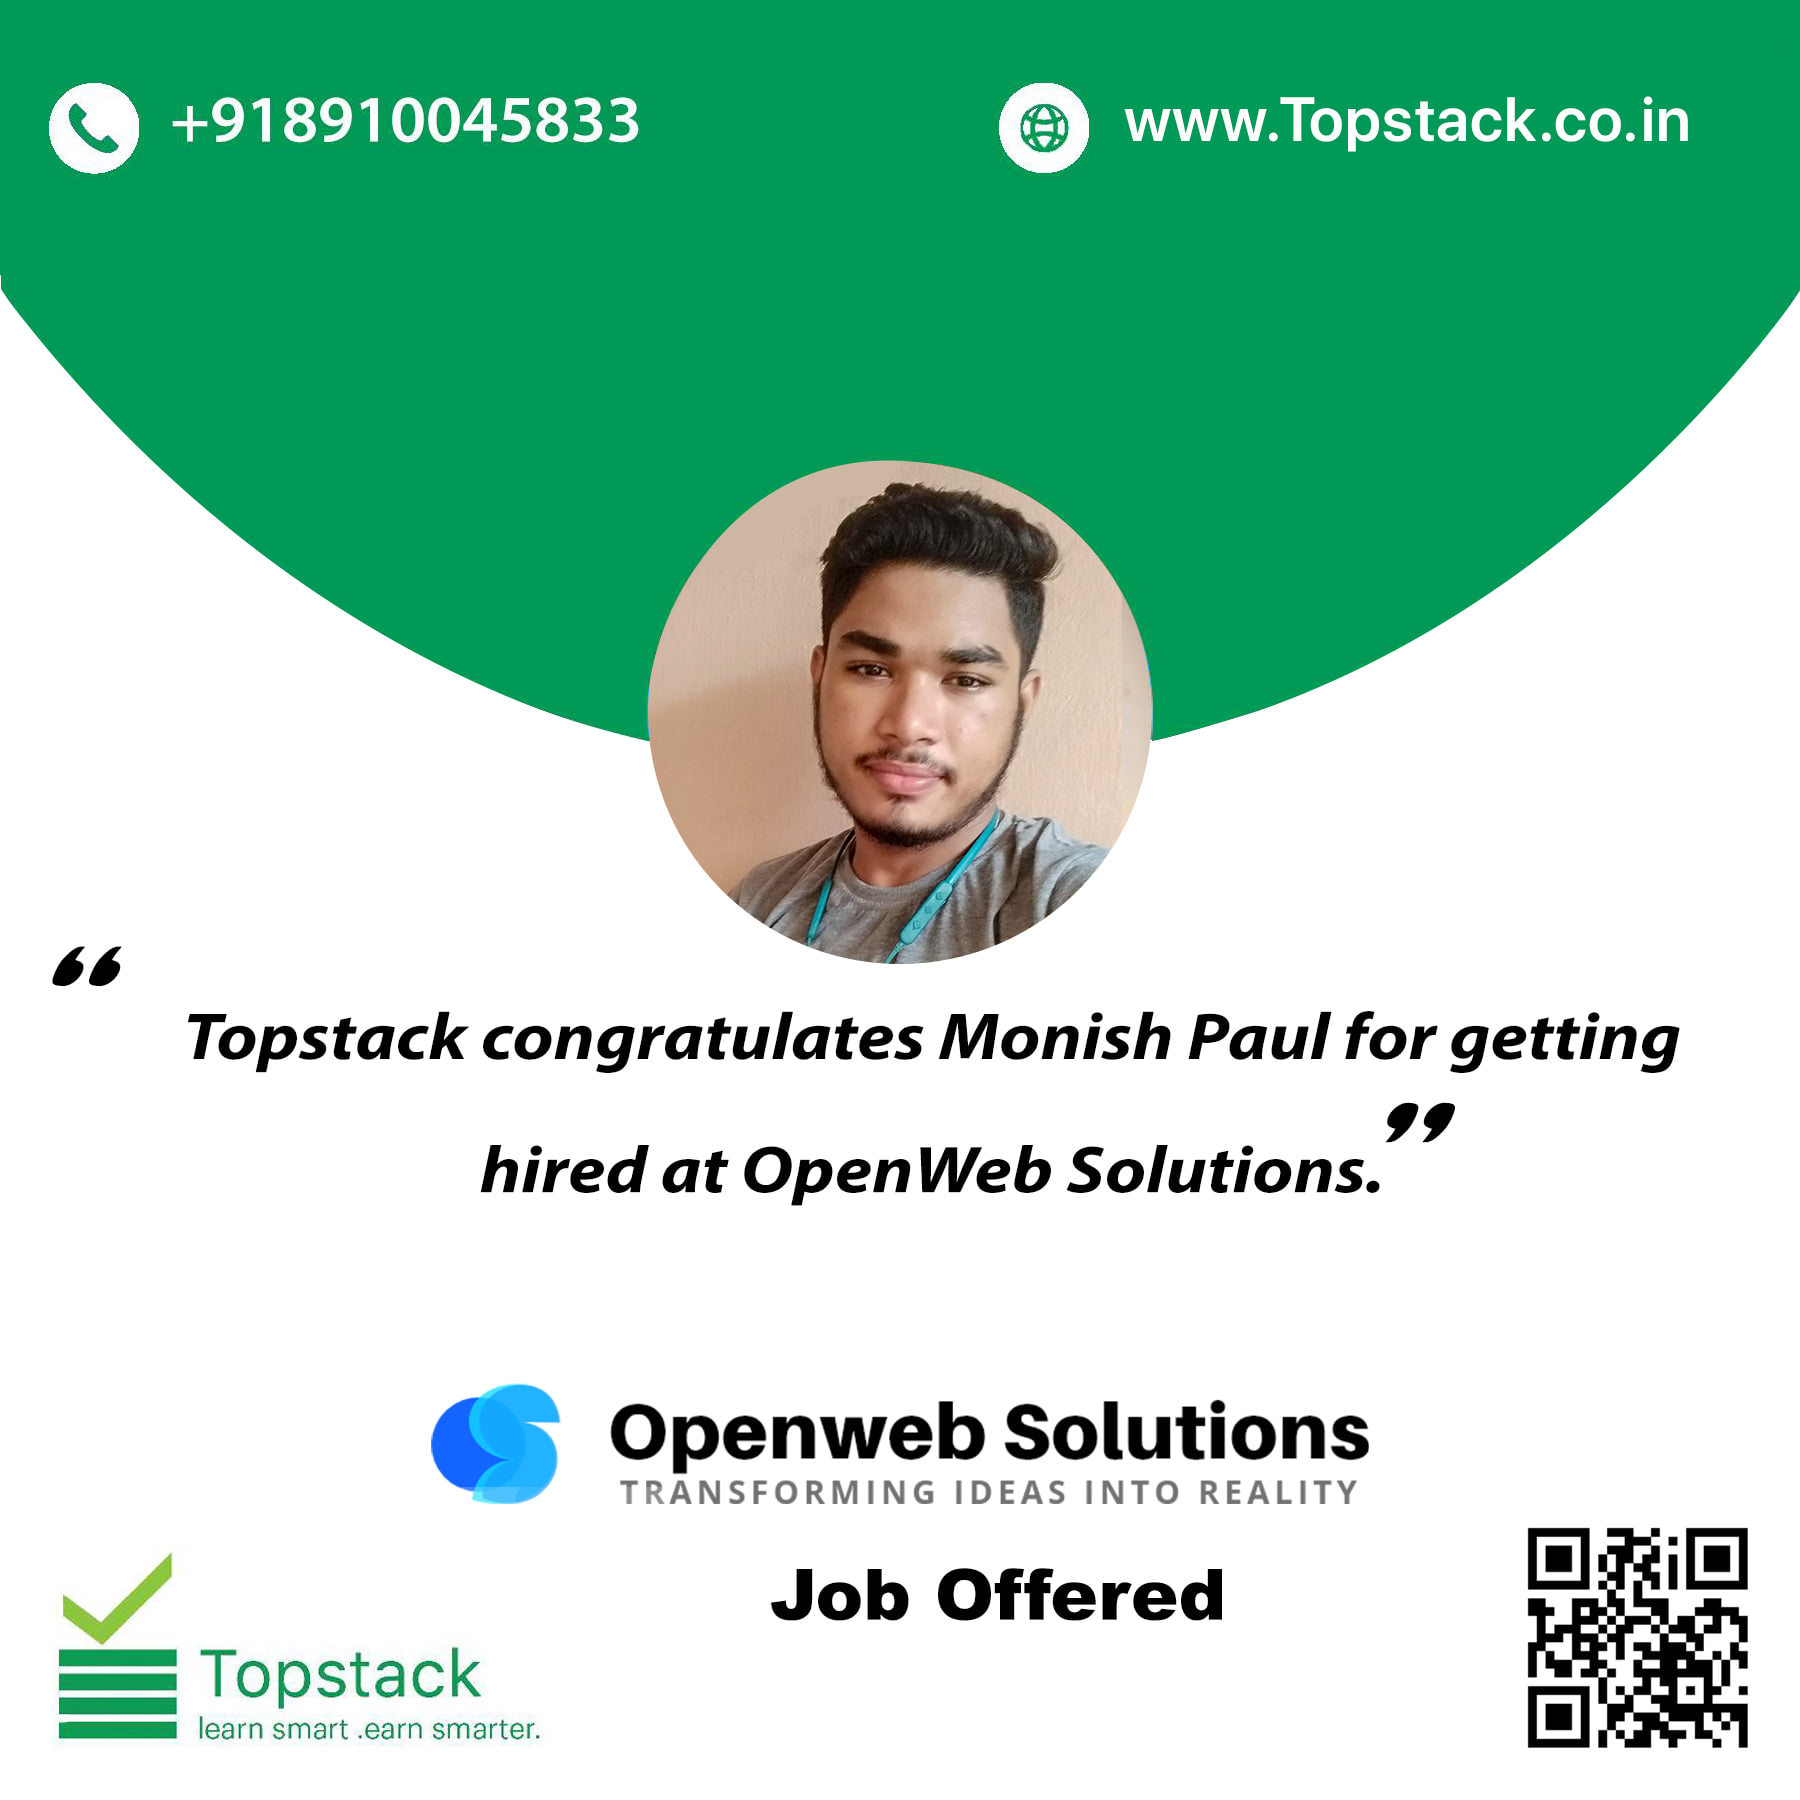 +918910045833
www.Topstack.co.in
“
Topstack congratulates Monish Paul for getting
hired at OpenWeb Solutions.”
Openweb Solutions
TRANSFORMING IDEAS INTO REALITY
Job Offered
Topstack
learn smart .earn smarter.